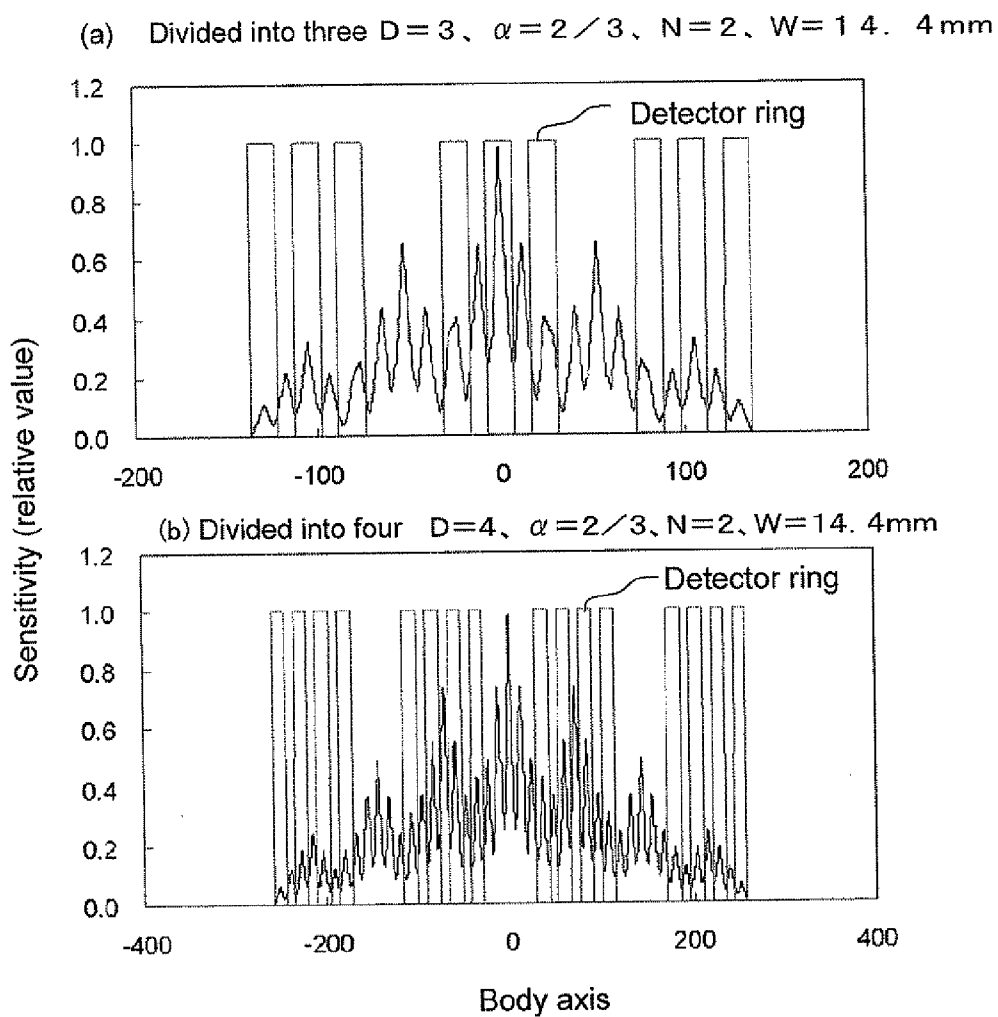 (a) Divided into three D＝3、α＝2／3、N＝2、W＝14．4mm
1.2
1.0
0.8
0.6
0.4
0.2
0.0
Detector ring
-200 -100 0 100 200
Sensitivity (relative value)
(b) Divided into four D=4、α＝2／3、N=2、W=14．4mm
1.2
1.0
0.8
0.6
0.4
0.2
0.0
Detector ring
-400 -200 0 200 400
Body axis